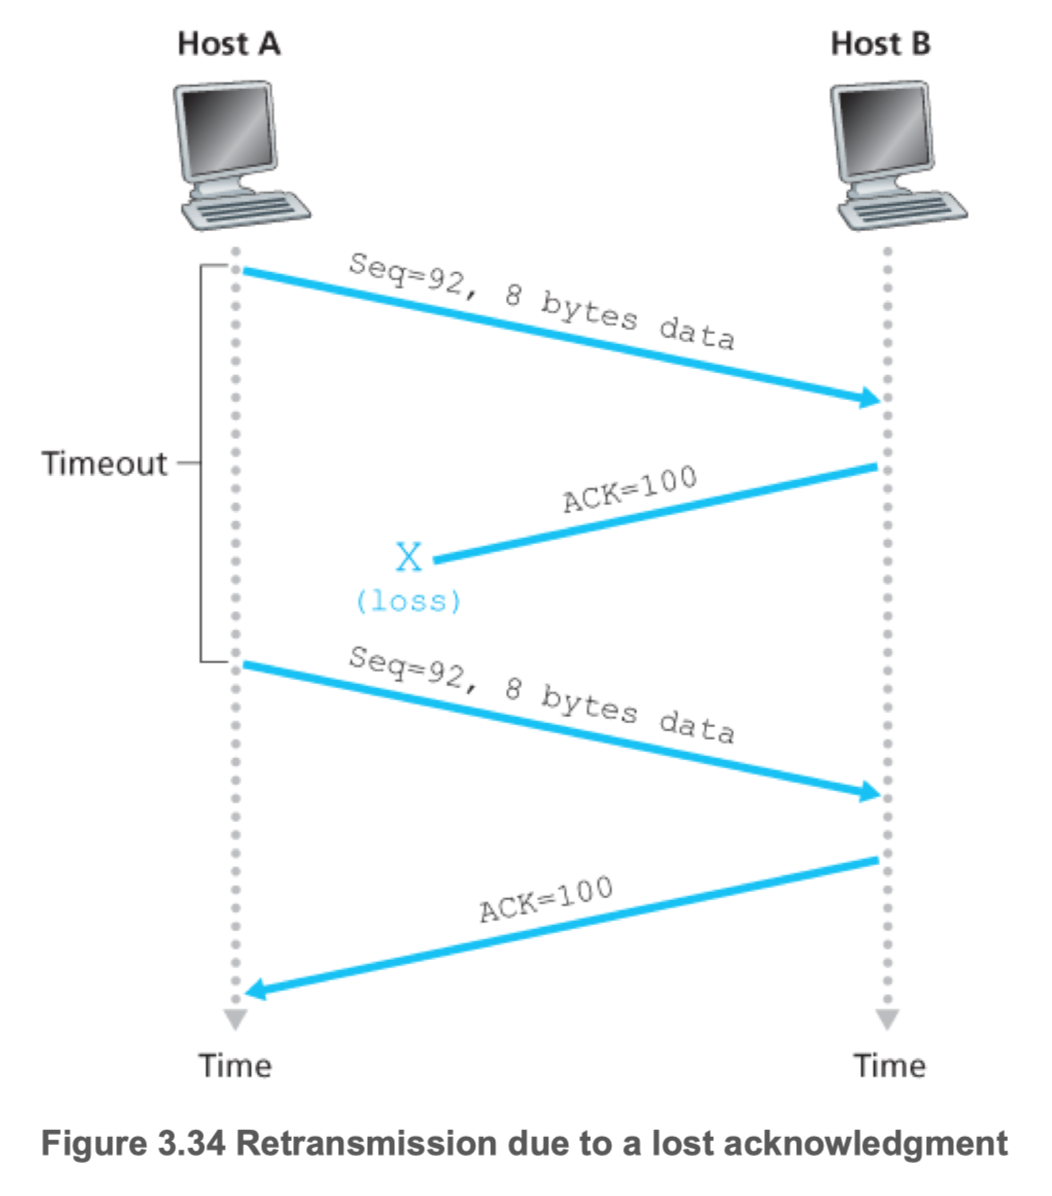 Host A
Host B
Seq=92, 8 bytes data
Timeout
ACK=100
X
(loss)
Seq=92, 8 bytes data
ACK=100
Time
Time
Figure 3.34 Retransmission due to a lost acknowledgment